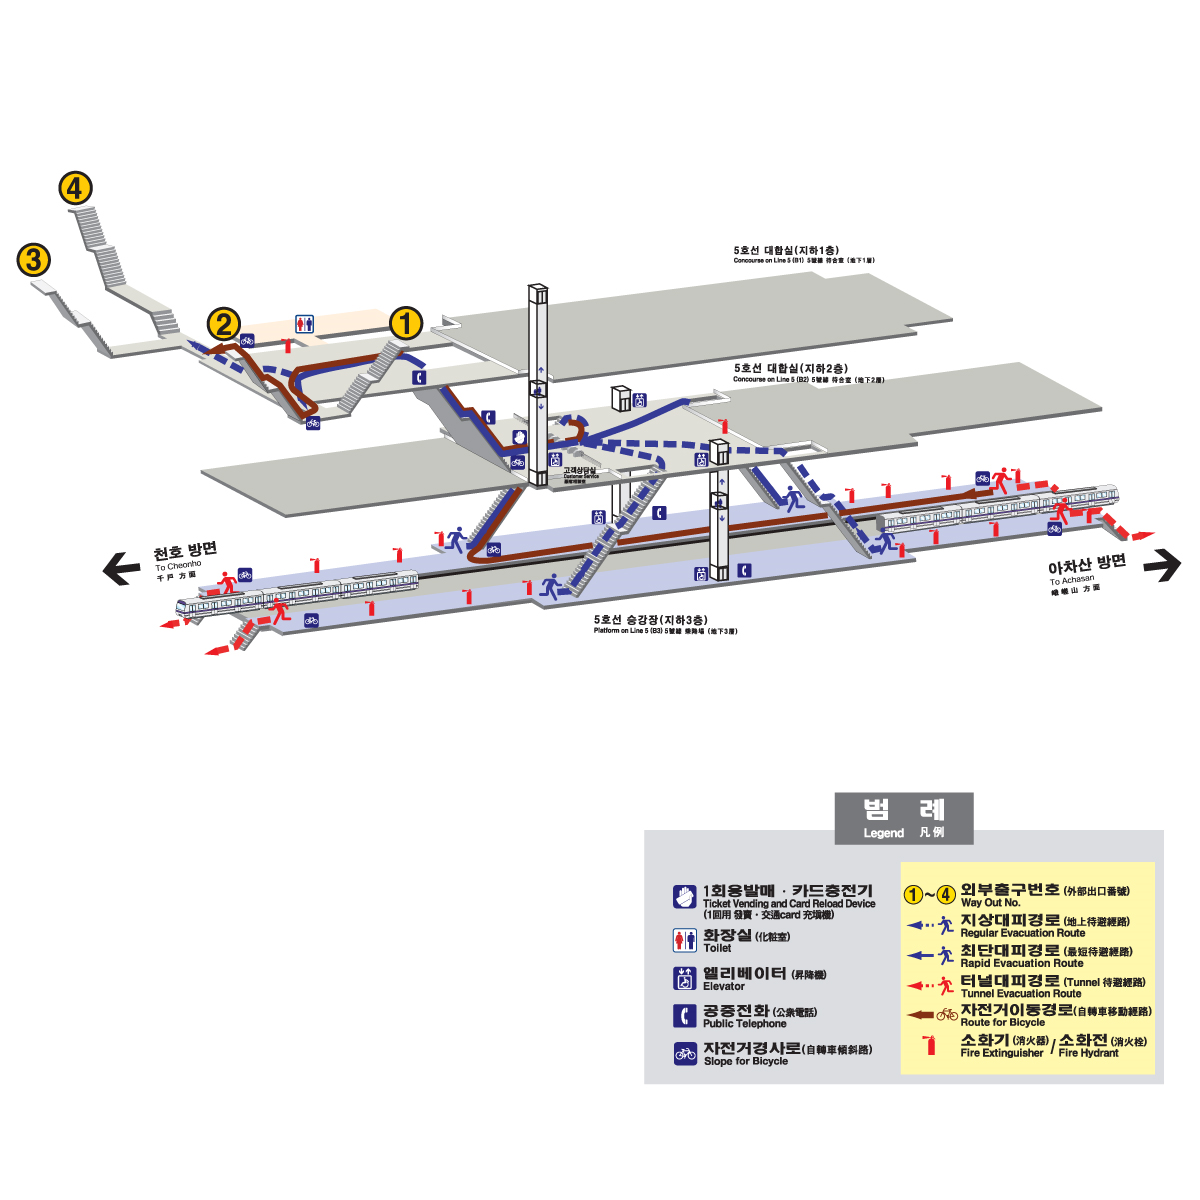 4
3
2
1
5호선 대합실(지하1층)
Concourse on Line 5 (B1) 5號線 待合室 (地下1層)
5호선 대합실(지하2층)
Concourse on Line 5 (B2) 5號線 待合室 (地下2層)
고객상담실
Customer Service
천호 방면
To Cheonho
千戶 方面
아차산 방면
To Achasan
峨嵯山 方面
5호선 승강장(지하3층)
Platform on Line 5 (B3) 5號線 乘降場 (地下3層)
범 례
Legend 凡例
1회용발매 · 카드충전기
Ticket Vending and Card Reload Device
(1回用 發賣 · 交通card 充塡機)
화장실 (化粧室)
Toilet
엘리베이터 (昇降機)
Elevator
공중전화 (公衆電話)
Public Telephone
자전거경사로 (自轉車傾斜路)
Slope for Bicycle
1 ~ 4 외부출구번호 (外部出口番號)
Way Out No.
지상대피경로 (地上待避經路)
Regular Evacuation Route
최단대피경로 (最短待避經路)
Rapid Evacuation Route
터널대피경로 (Tunnel 待避經路)
Tunnel Evacuation Route
자전거이동경로 (自轉車移動經路)
Route for Bicycle
소화기 (消火器) / 소화전 (消火栓)
Fire Extinguisher / Fire Hydrant